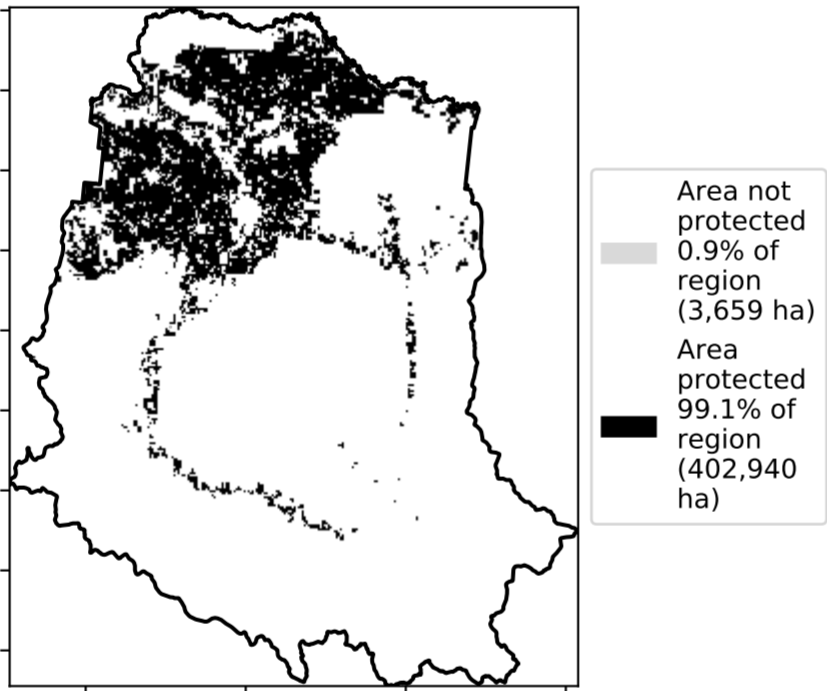 Area not
protected
0.9% of
region
(3,659 ha)
Area
protected
99.1% of
region
(402,940
ha)